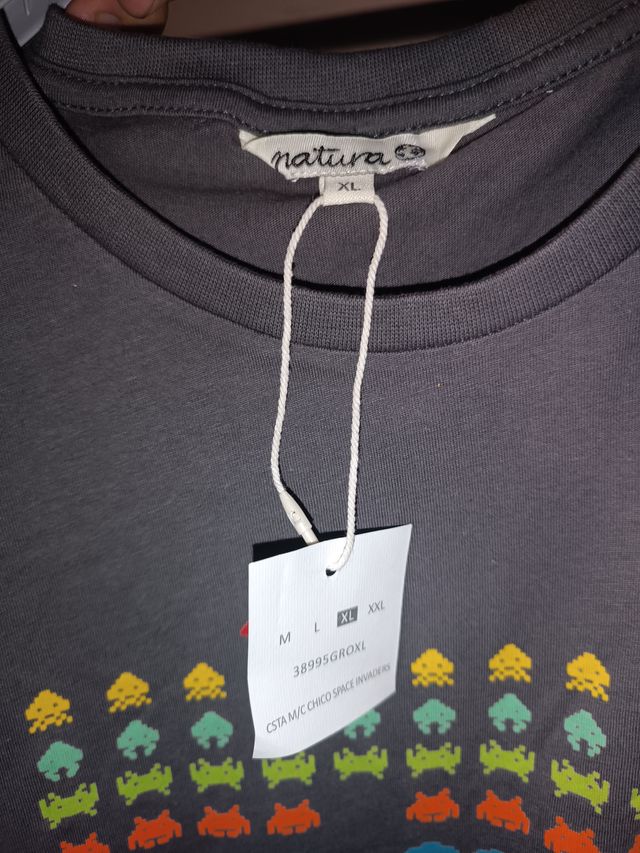 natura
XL
M L XL XXL
38995GROXL
CSTA M/C CHICO SPACE INVADERS